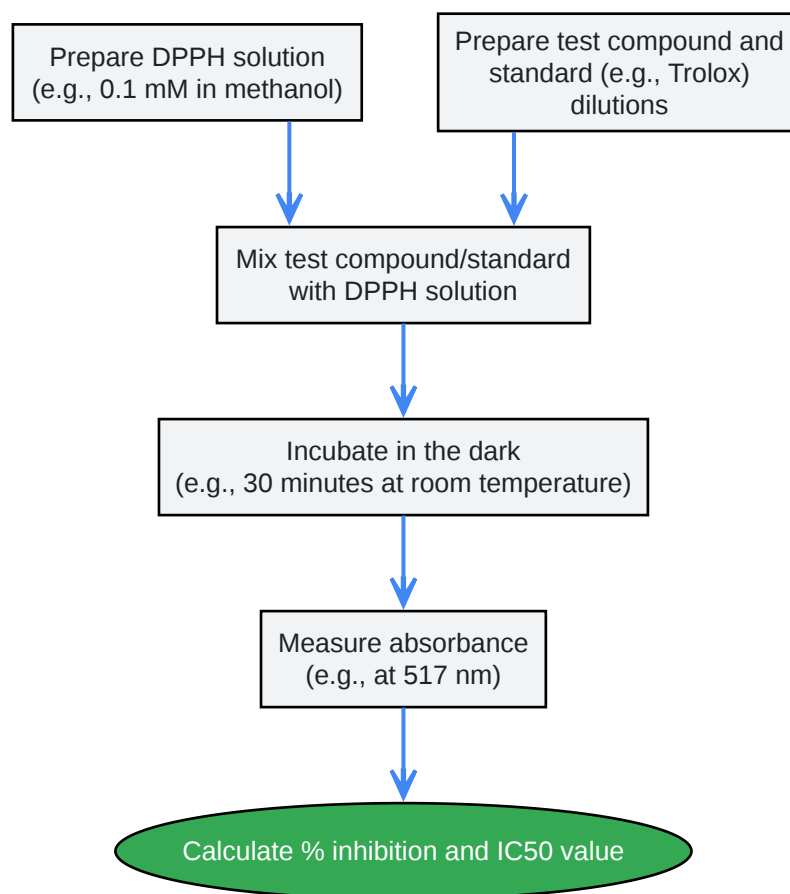 Prepare DPPH solution
(e.g., 0.1 mM in methanol)
Prepare test compound and
standard (e.g., Trolox)
dilutions
Mix test compound/standard
with DPPH solution
Incubate in the dark
(e.g., 30 minutes at room temperature)
Measure absorbance
(e.g., at 517 nm)
Calculate % inhibition and IC50 value